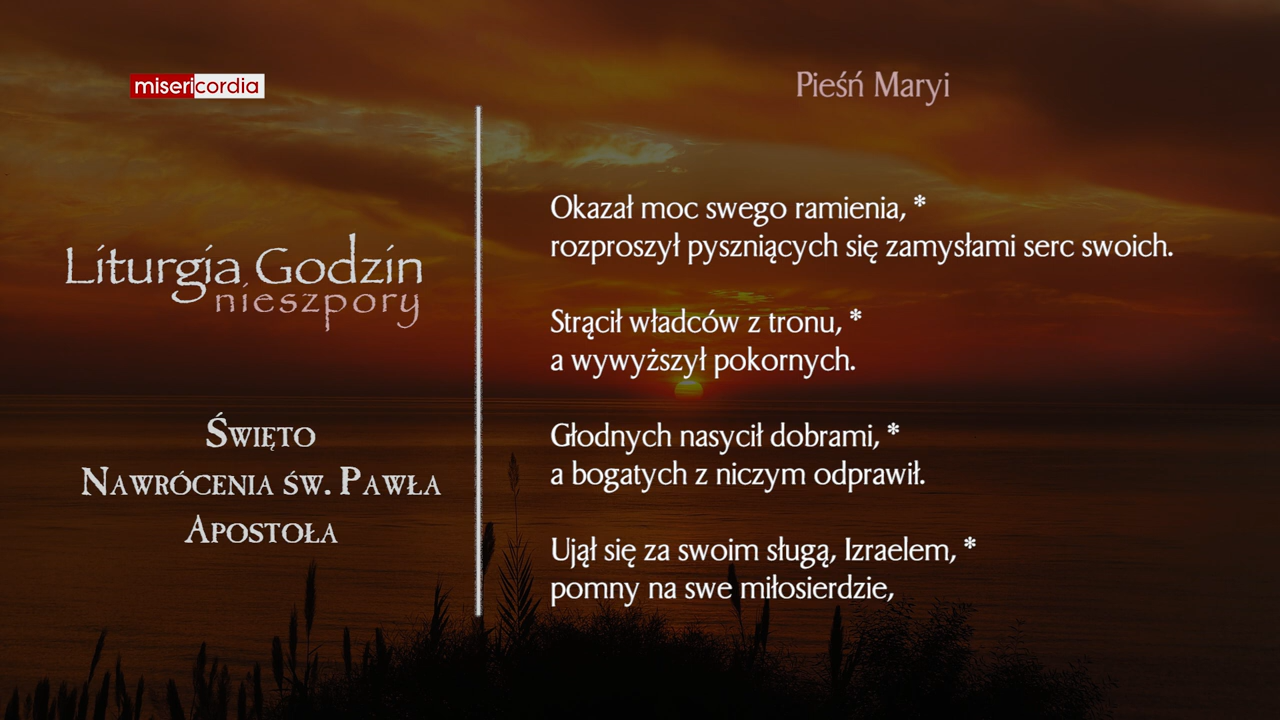 misericordia
Liturgia Godzin
nieszpory
Święto
Nawrócenia św. Pawła
Apostoła
Pieśń Maryi
Okazał moc swego ramienia, *
rozproszył pyszniących się zamysłami serc swoich.
Strącił władców z tronu, *
a wywyższył pokornych.
Głodnych nasycił dobrami, *
a bogatych z niczym odprawił.
Ujął się za swoim sługą, Izraelem, *
pomny na swe miłosierdzie,